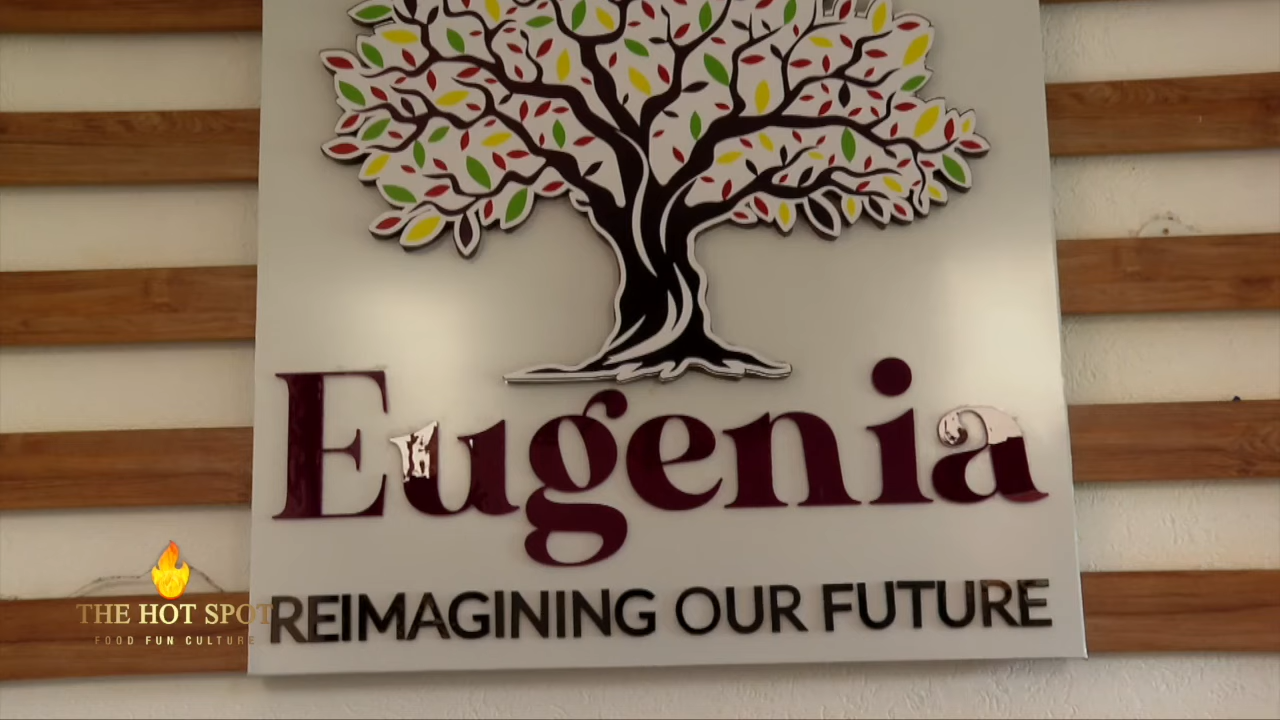 Eugenia
REIMAGINING OUR FUTURE
THE HOT SPOT
FOOD FUN CULTURE